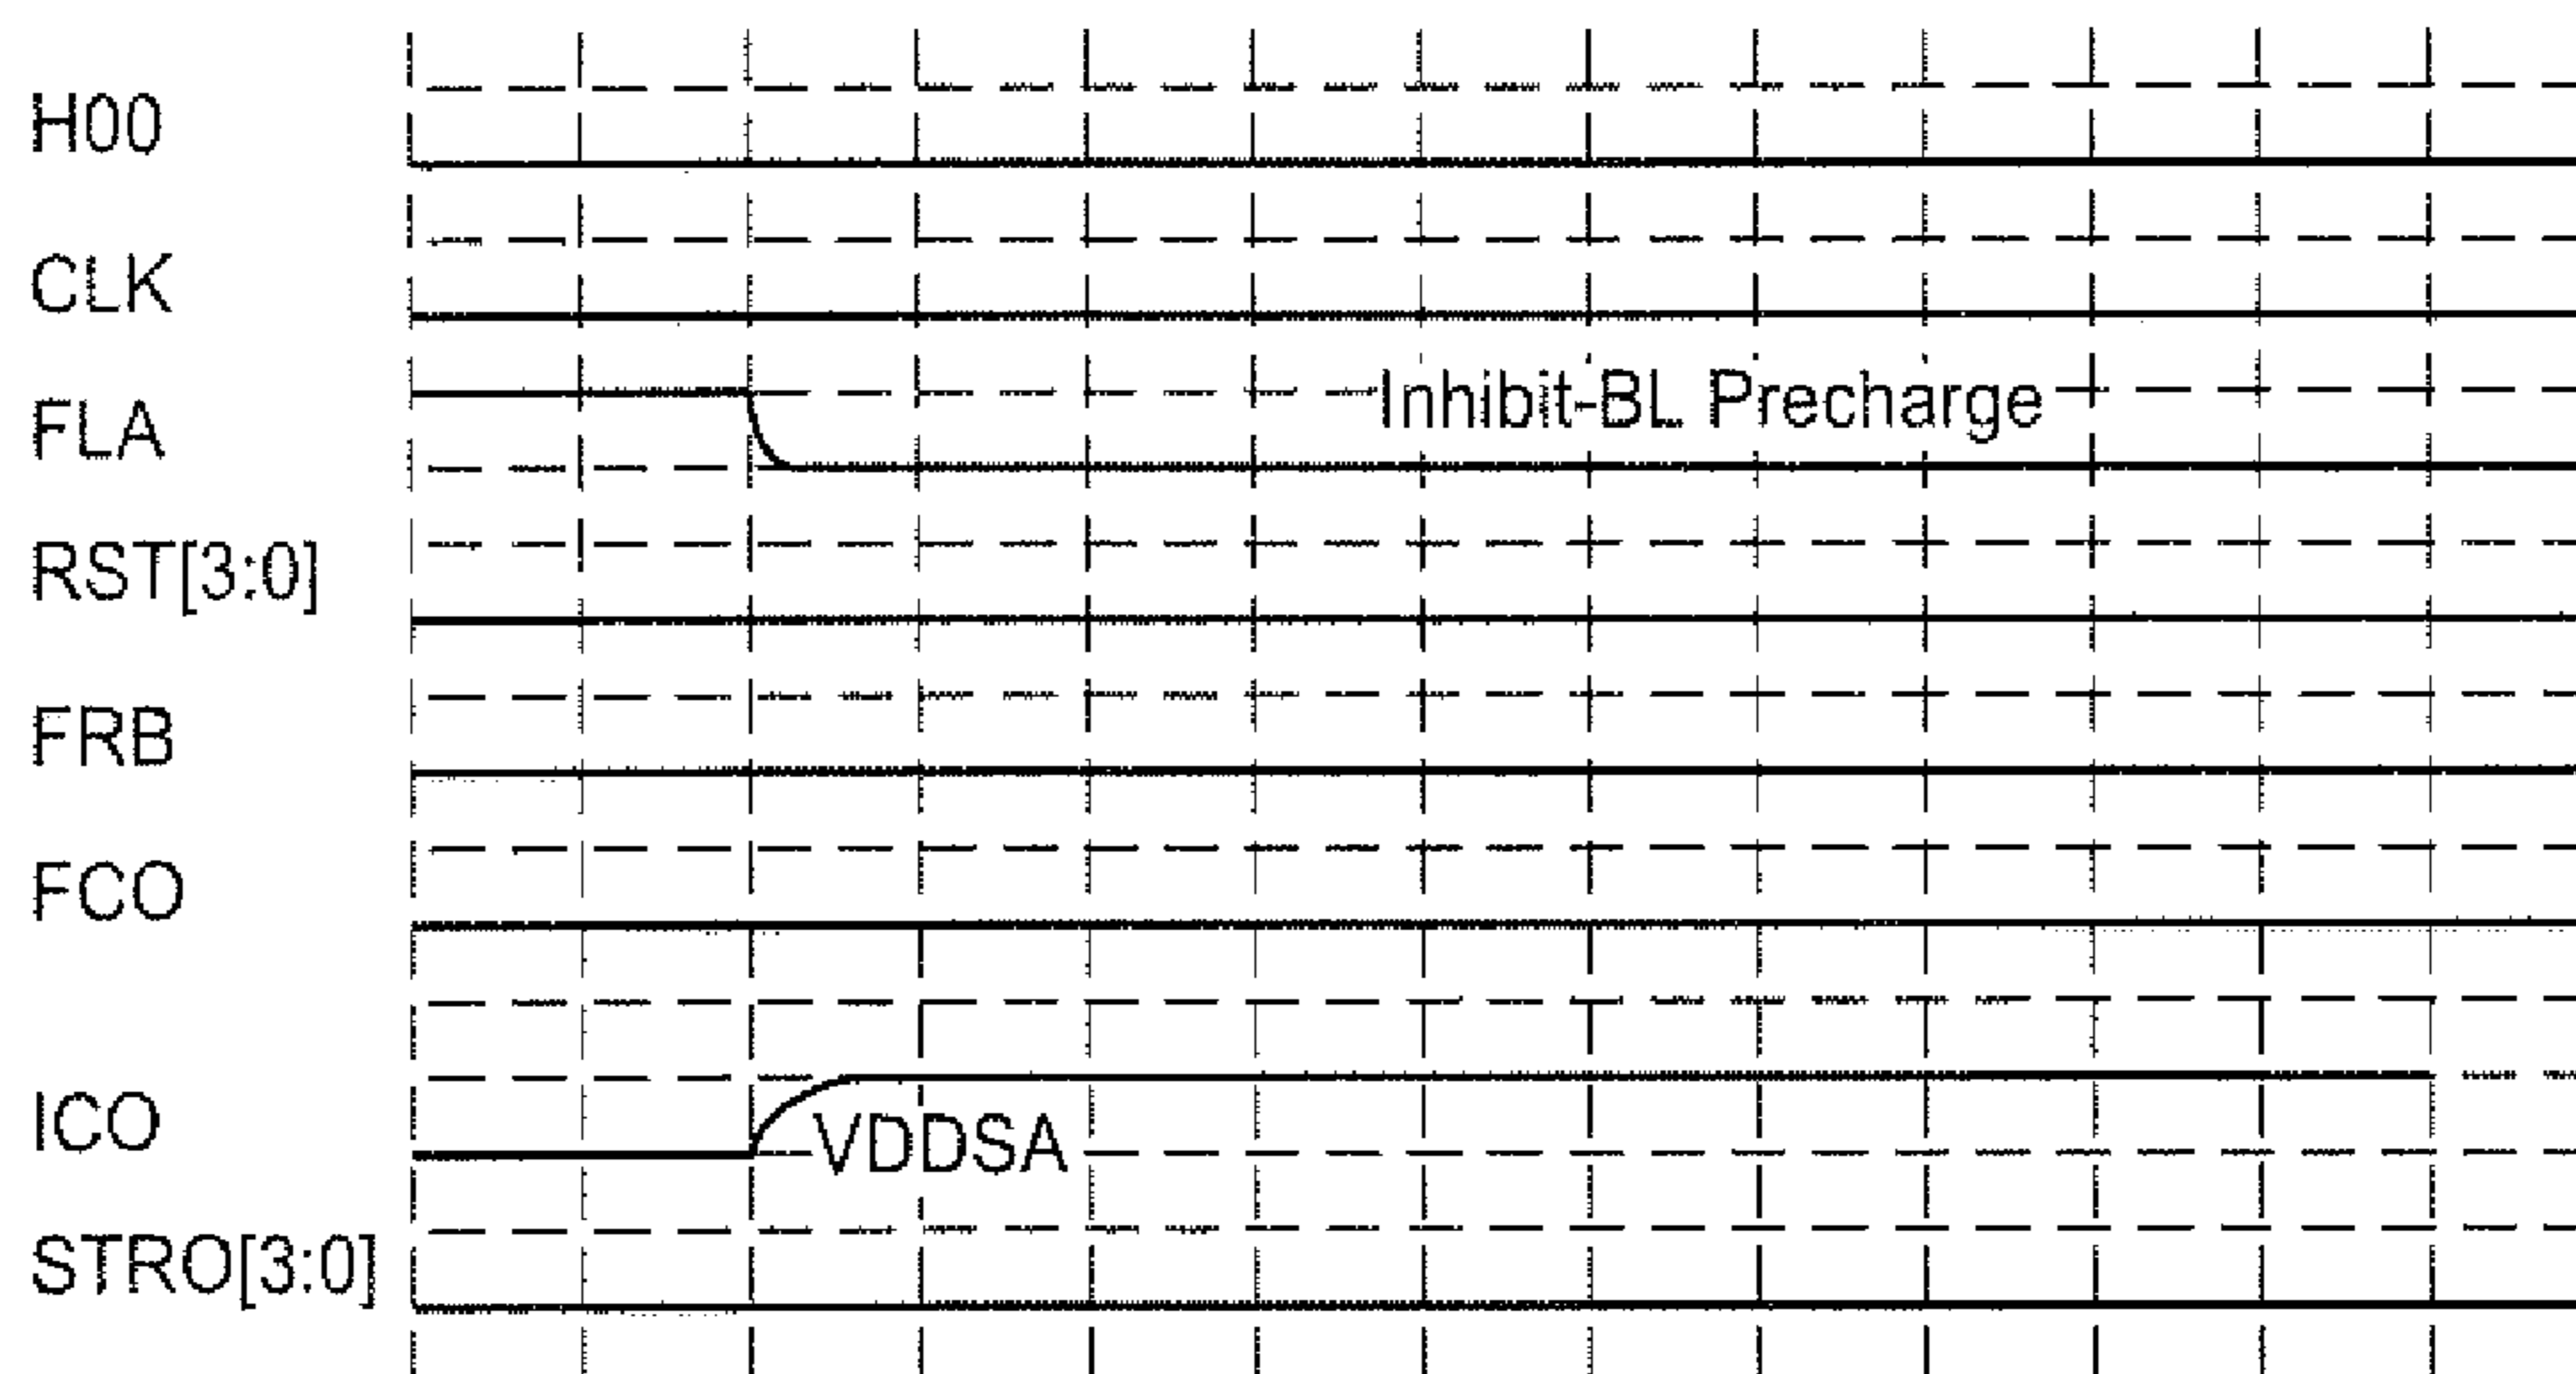 H00
CLK
FLA
Inhibit-BL Precharge
RST[3:0]
FRB
FCO
ICO
VDDSA
STRO[3:0]